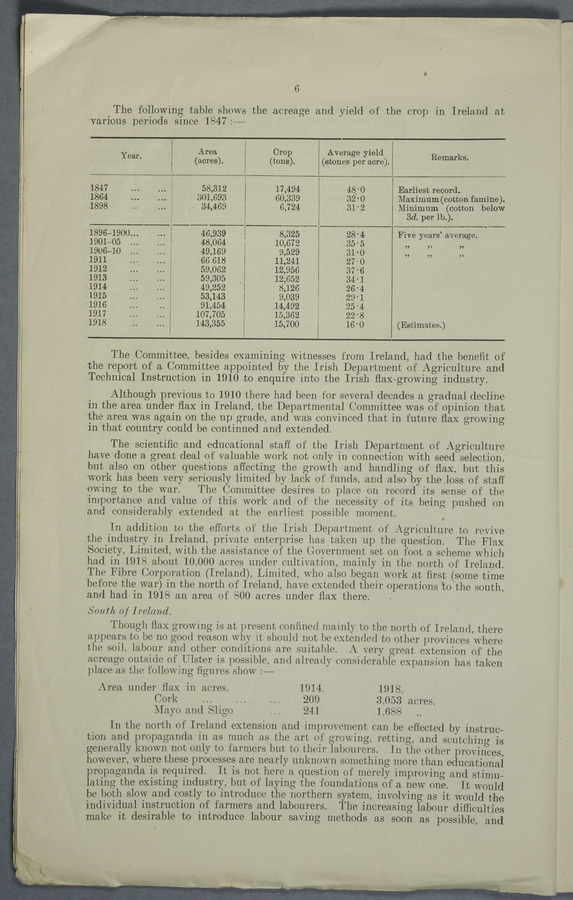 6
The following table shows the acreage and yield of the crop in Ireland at
various periods since 1847 :—
Year. Area (acres). Crop (tons). Average yield (stones per acre). Remarks.
1847 ... ... 58,312 17,494 48·0 Earliest record.
1864 ... ... 301,693 60,339 32·0 Maximum (cotton famine).
1898 ... ... 34,469 6,724 31·2 Minimum (cotton below
3d. per lb.).
1896-1900... ... 46,939 8,325 28·4 Five years' average.
1901-05 ... ... 48,064 10,672 35·5 " " "
1906-10 ... ... 49,169 9,529 31·0 " " "
1911 ... ... 66 618 11,241 27·0
1912 ... ... 59,062 12,956 37·6
1913 ... ... 59,305 12,652 34·1
1914 ... ... 49,252 8,126 26·4
1915 ... ... 53,143 9,039 29·1
1916 ... ... 91,454 14,492 25·4
1917 ... ... 107,705 15,362 22·8
1918 ... ... 143,355 15,700 16·0 (Estimates.)
The Committee, besides examining witnesses from Ireland, had the benefit of
the report of a Committee appointed by the Irish Department of Agriculture and
Technical Instruction in 1910 to enquire into the Irish flax-growing industry.
Although previous to 1910 there had been for several decades a gradual decline
in the area under flax in Ireland, the Departmental Committee was of opinion that
the area was again on the up grade, and was convinced that in future flax growing
in that country could be continued and extended.
The scientific and educational staff of the Irish Department of Agriculture
have done a great deal of valuable work not only in connection with seed selection,
but also on other questions affecting the growth and handling of flax, but this
work has been very seriously limited by lack of funds, and also by the loss of staff
owing to the war. The Committee desires to place on record its sense of the
importance and value of this work and of the necessity of its being pushed on
and considerably extended at the earliest possible moment.
In addition to the efforts of the Irish Department of Agriculture to revive
the industry in Ireland, private enterprise has taken up the question. The Flax
Society, Limited, with the assistance of the Government set on foot a scheme which
had in 1918 about 10,000 acres under cultivation, mainly in the north of Ireland.
The Fibre Corporation (Ireland), Limited, who also began work at first (some time
before the war) in the north of Ireland, have extended their operations to the south,
and had in 1918 an area of 800 acres under flax there.
South of Ireland.
Though flax growing is at present confined mainly to the north of Ireland, there
appears to be no good reason why it should not be extended to other provinces where
the soil, labour and other conditions are suitable. A very great extension of the
acreage outside of Ulster is possible, and already considerable expansion has taken
place as the following figures show :—
Area under flax in acres. 1914. 1918.
Cork ... ... ... 209 3,053 acres.
Mayo and Sligo ... 241 1,688 "
In the north of Ireland extension and improvement can be effected by instruc-
tion and propaganda in as much as the art of growing, retting, and scutching is
generally known not only to farmers but to their labourers. In the other provinces,
however, where these processes are nearly unknown something more than educational
propaganda is required. It is not here a question of merely improving and stimu-
lating the existing industry, but of laying the foundations of a new one. It would
be both slow and costly to introduce the northern system, involving as it would the
individual instruction of farmers and labourers. The increasing labour difficulties
make it desirable to introduce labour saving methods as soon as possible, and